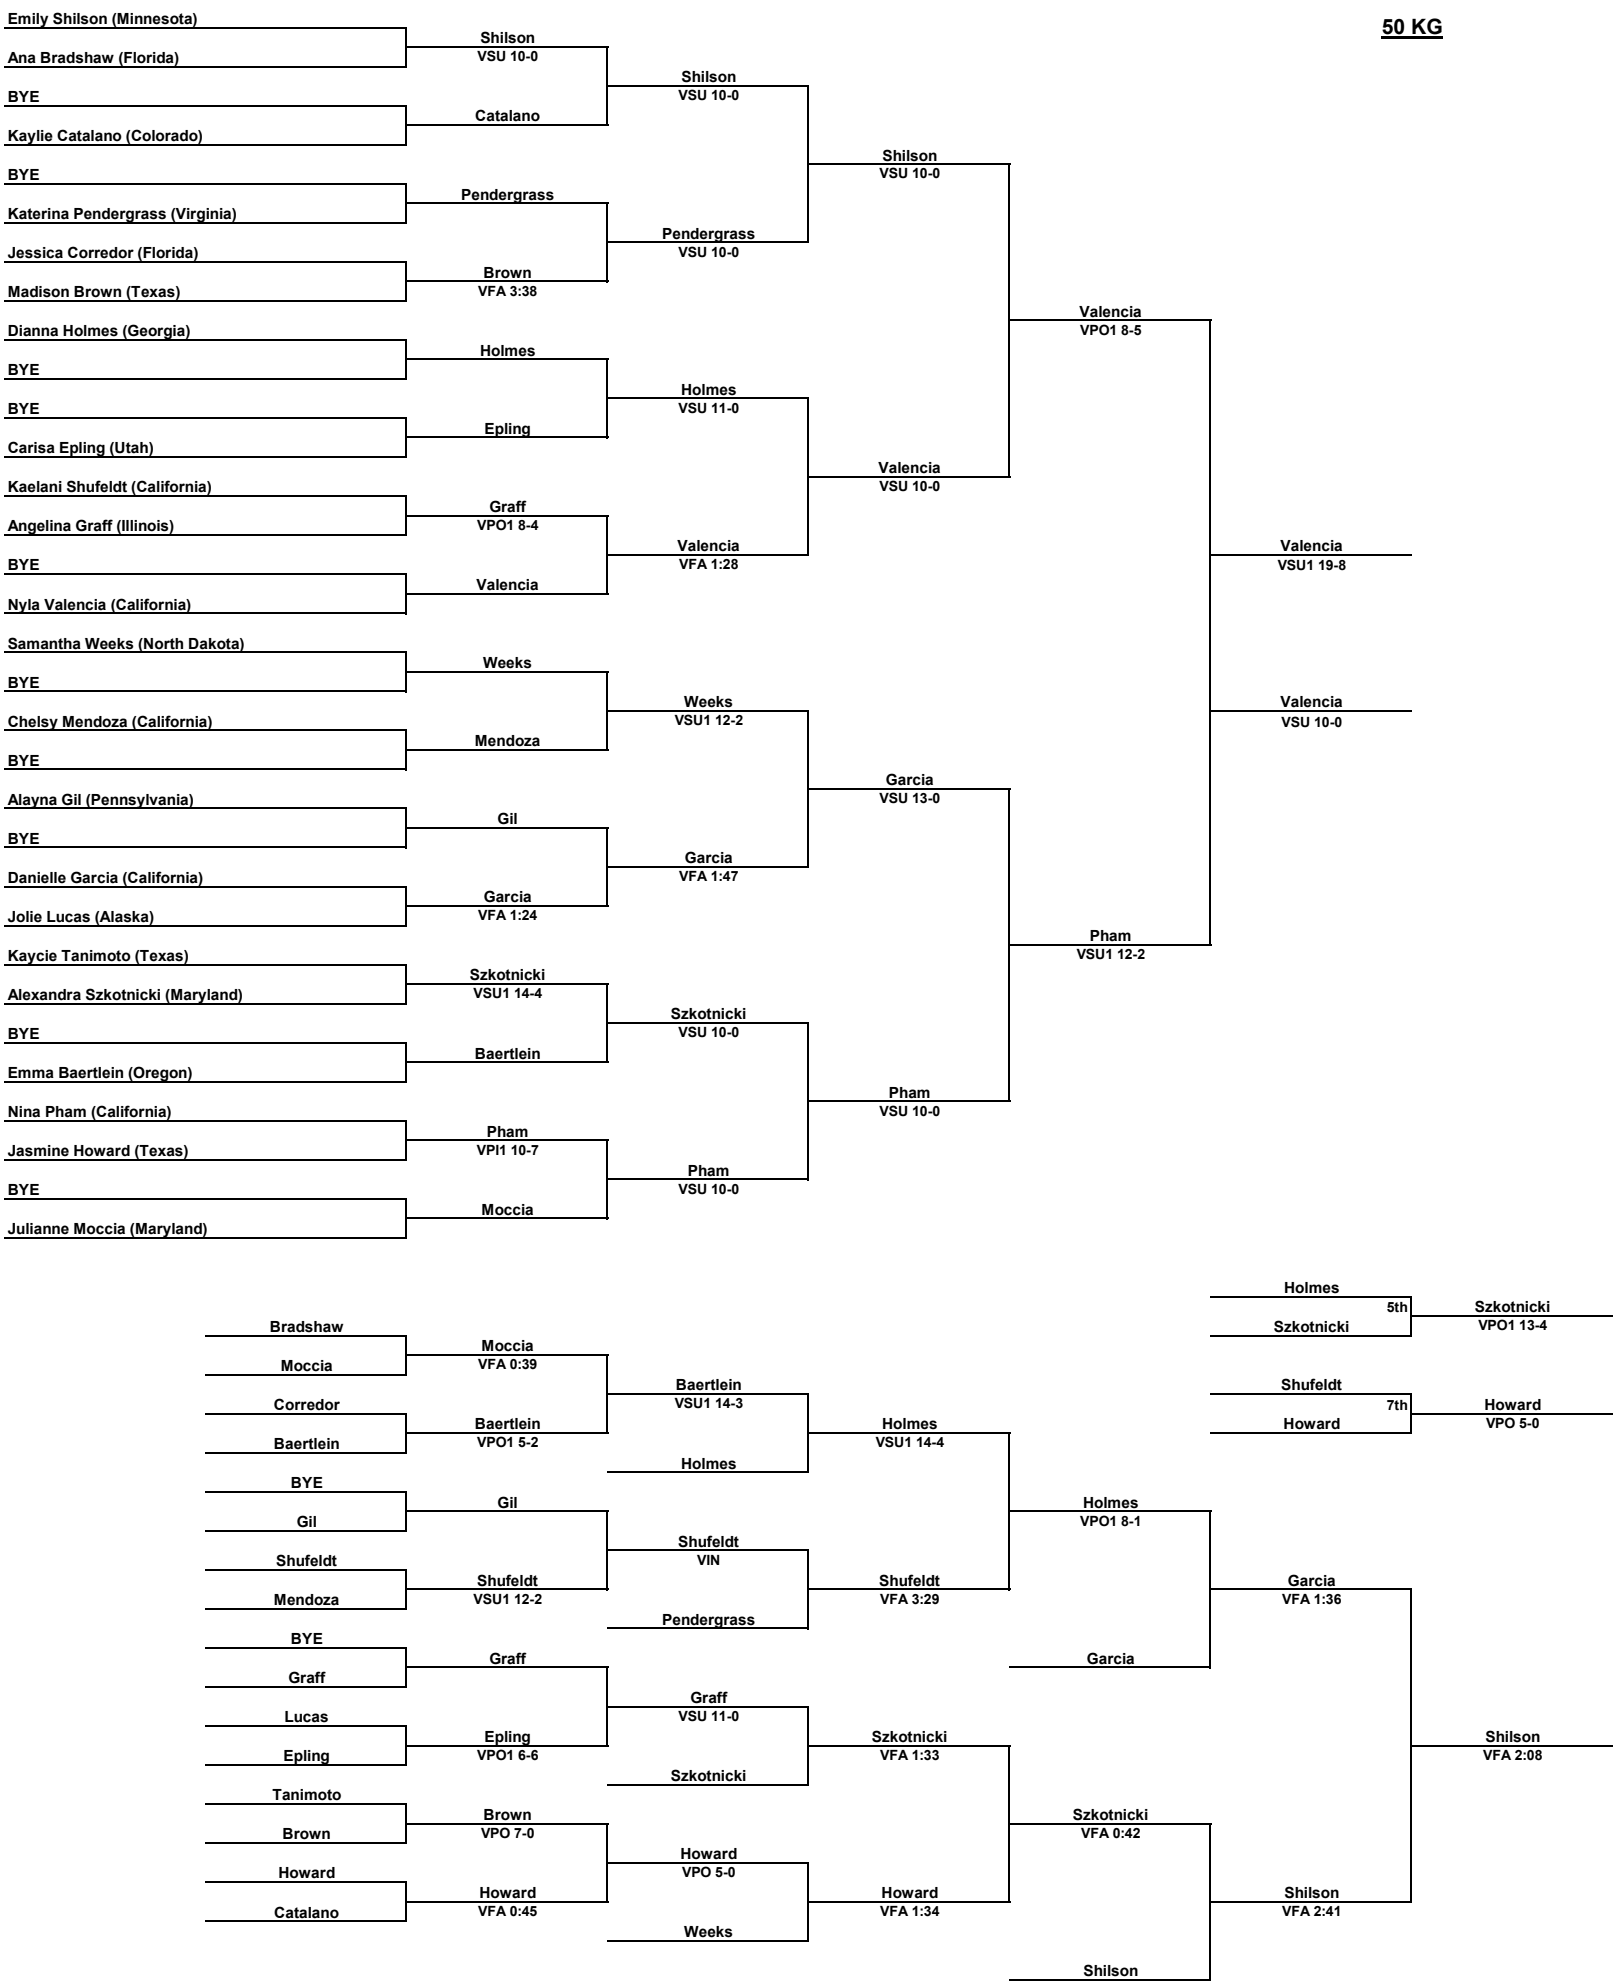 50 KG
Emily Shilson (Minnesota)
Ana Bradshaw (Florida)
BYE
Kaylie Catalano (Colorado)
BYE
Katerina Pendergrass (Virginia)
Jessica Corredor (Florida)
Madison Brown (Texas)
Dianna Holmes (Georgia)
BYE
BYE
Carisa Epling (Utah)
Kaelani Shufeldt (California)
Angelina Graff (Illinois)
BYE
Nyla Valencia (California)
Samantha Weeks (North Dakota)
BYE
Chelsy Mendoza (California)
BYE
Alayna Gil (Pennsylvania)
BYE
Danielle Garcia (California)
Jolie Lucas (Alaska)
Kaycie Tanimoto (Texas)
Alexandra Szkotnicki (Maryland)
BYE
Emma Baertlein (Oregon)
Nina Pham (California)
Jasmine Howard (Texas)
BYE
Julianne Moccia (Maryland)
Shilson
VSU 10-0
Catalano
Pendergrass
Brown
VFA 3:38
Holmes
Epling
Graff
VPO1 8-4
Valencia
Weeks
Mendoza
Gil
Garcia
VFA 1:24
Szkotnicki
VSU1 14-4
Baertlein
Pham
VPI1 10-7
Moccia
Shilson
VSU 10-0
Pendergrass
VSU 10-0
Holmes
VSU 11-0
Valencia
VFA 1:28
Weeks
VSU1 12-2
Garcia
VFA 1:47
Szkotnicki
VSU 10-0
Pham
VSU 10-0
Shilson
VSU 10-0
Valencia
VSU 10-0
Garcia
VSU 13-0
Pham
VSU 10-0
Valencia
VPO1 8-5
Pham
VSU1 12-2
Valencia
VSU1 19-8
Valencia
VSU 10-0
Bradshaw
Moccia
Corredor
Baertlein
BYE
Gil
Shufeldt
Mendoza
BYE
Graff
Lucas
Epling
Tanimoto
Brown
Howard
Catalano
Moccia
VFA 0:39
Baertlein
VPO1 5-2
Gil
Shufeldt
VSU1 12-2
Graff
Epling
VPO1 6-6
Brown
VPO 7-0
Howard
VFA 0:45
Baertlein
VSU1 14-3
Holmes
Shufeldt
VIN
Pendergrass
Graff
VSU 11-0
Szkotnicki
Howard
VPO 5-0
Weeks
Holmes
VSU1 14-4
Shufeldt
VFA 3:29
Szkotnicki
VFA 1:33
Howard
VFA 1:34
Holmes
VPO1 8-1
Garcia
Szkotnicki
VFA 0:42
Shilson
Garcia
VFA 1:36
Shilson
VFA 2:41
Shilson
VFA 2:08
Holmes
5th
Szkotnicki
Szkotnicki
VPO1 13-4
Shufeldt
7th
Howard
Howard
VPO 5-0